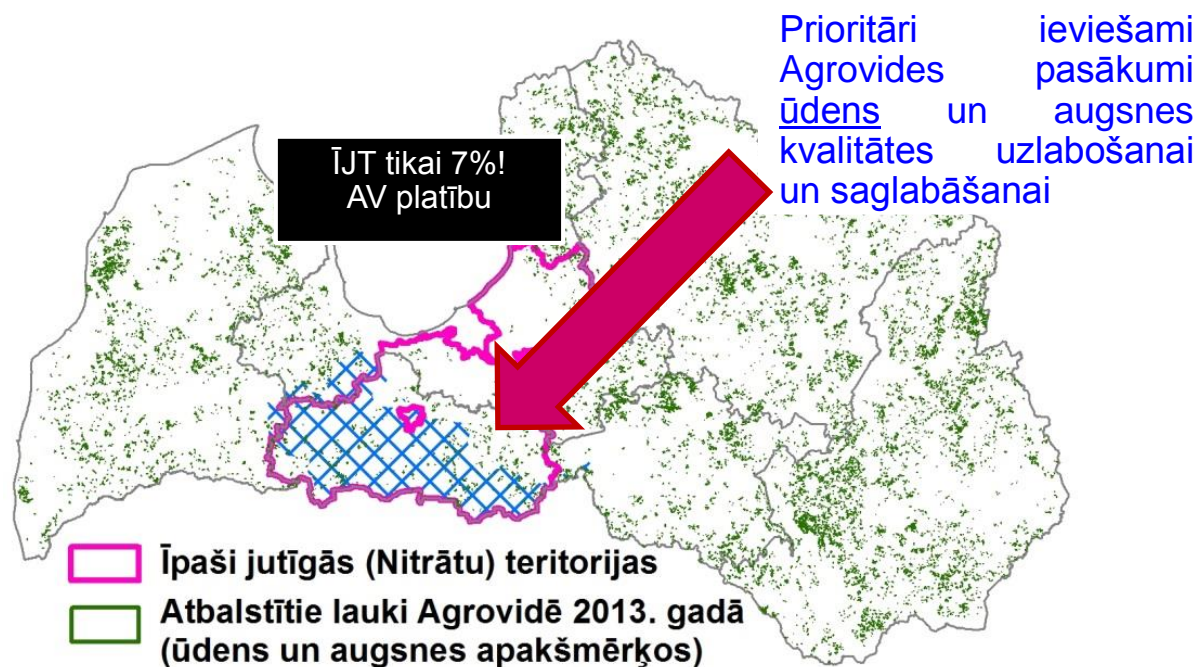 Prioritāri ieviešami
Agrovides pasākumi
ūdens un augsnes
kvalitātes uzlabošanai
un saglabāšanai
ĪJT tikai 7%!
AV platību
Īpaši jutīgās (Nitrātu) teritorijas
Atbalstītie lauki Agrovidē 2013. gadā
(ūdens un augsnes apakšmērķos)